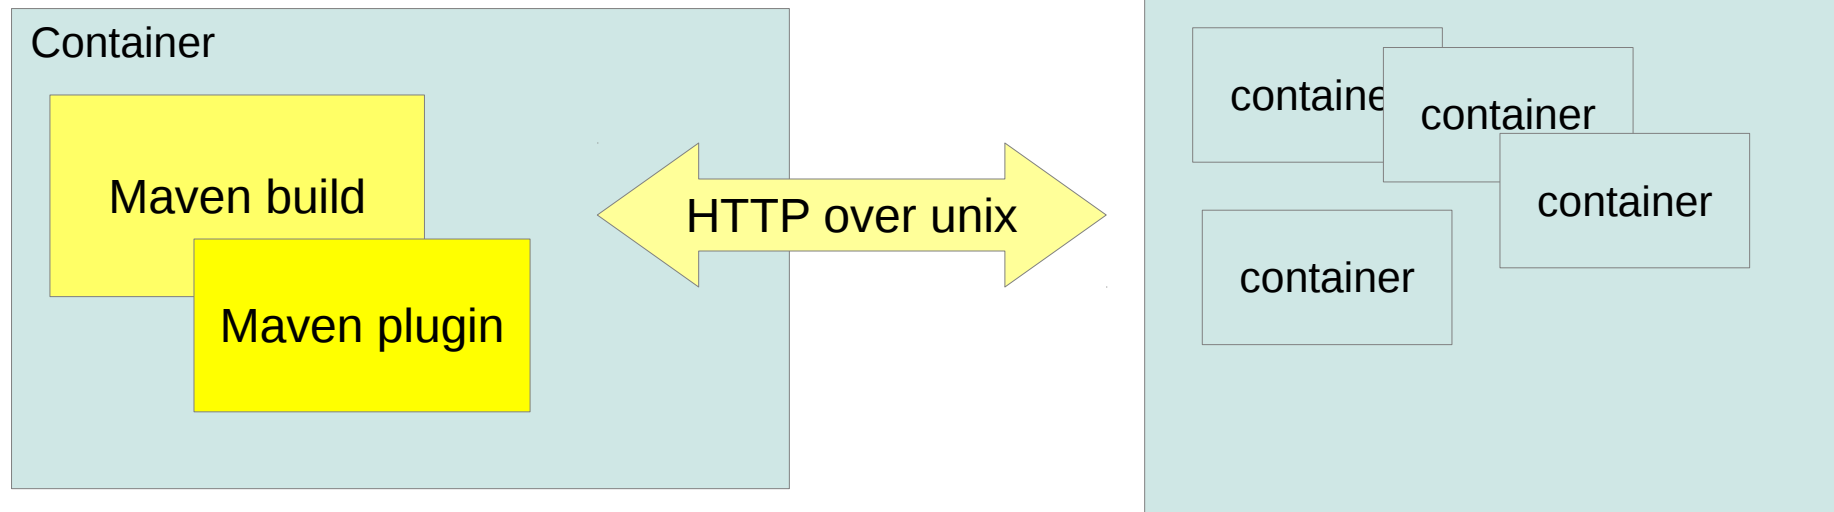 Container
Maven build
Maven plugin
HTTP over unix
containe
container
container
container